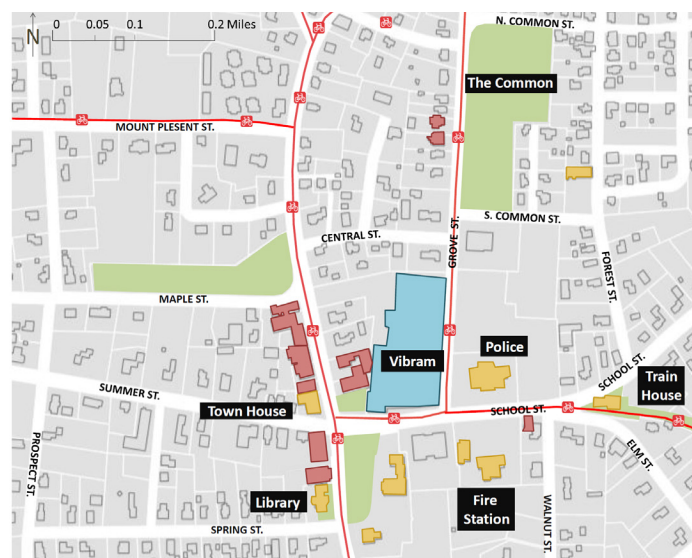 N. COMMON ST.
N
0 0.05 0.1 0.2 Miles
The Common
MOUNT PLESENT ST.
S. COMMON ST.
CENTRAL ST.
GROVE ST.
FOREST ST.
MAPLE ST.
Police
Vibram
SCHOOL ST.
Train
House
SUMMER ST.
Town House
SCHOOL ST.
ELM ST.
PROSPECT ST.
Library
Fire
Station
WALNUT ST.
SPRING ST.